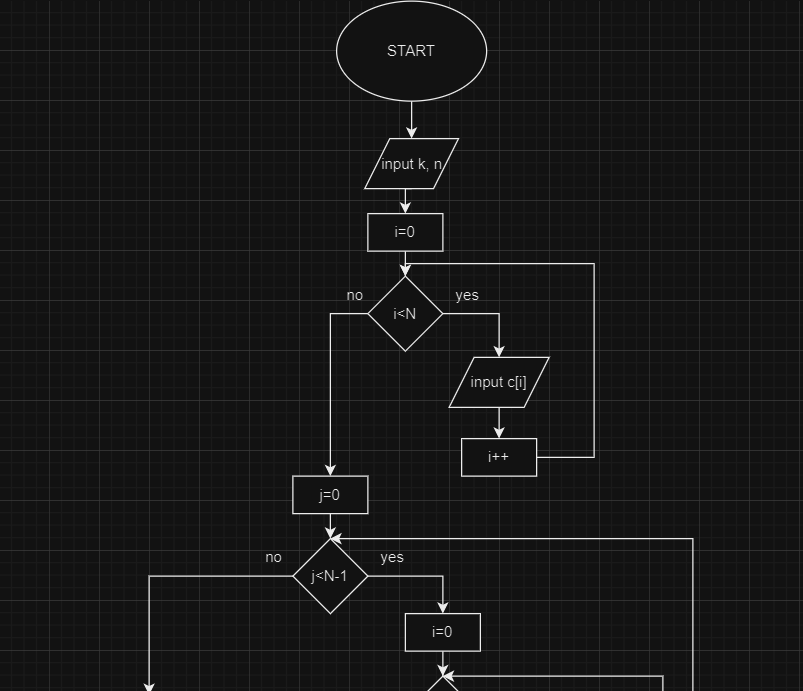 START
input k, n
i=0
no
yes
i<N
input c[i]
i++
j=0
no
yes
j<N-1
i=0